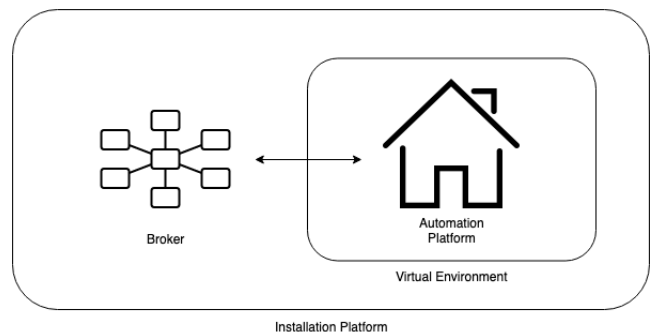 Broker
Automation
Platform
Virtual Environment
Installation Platform